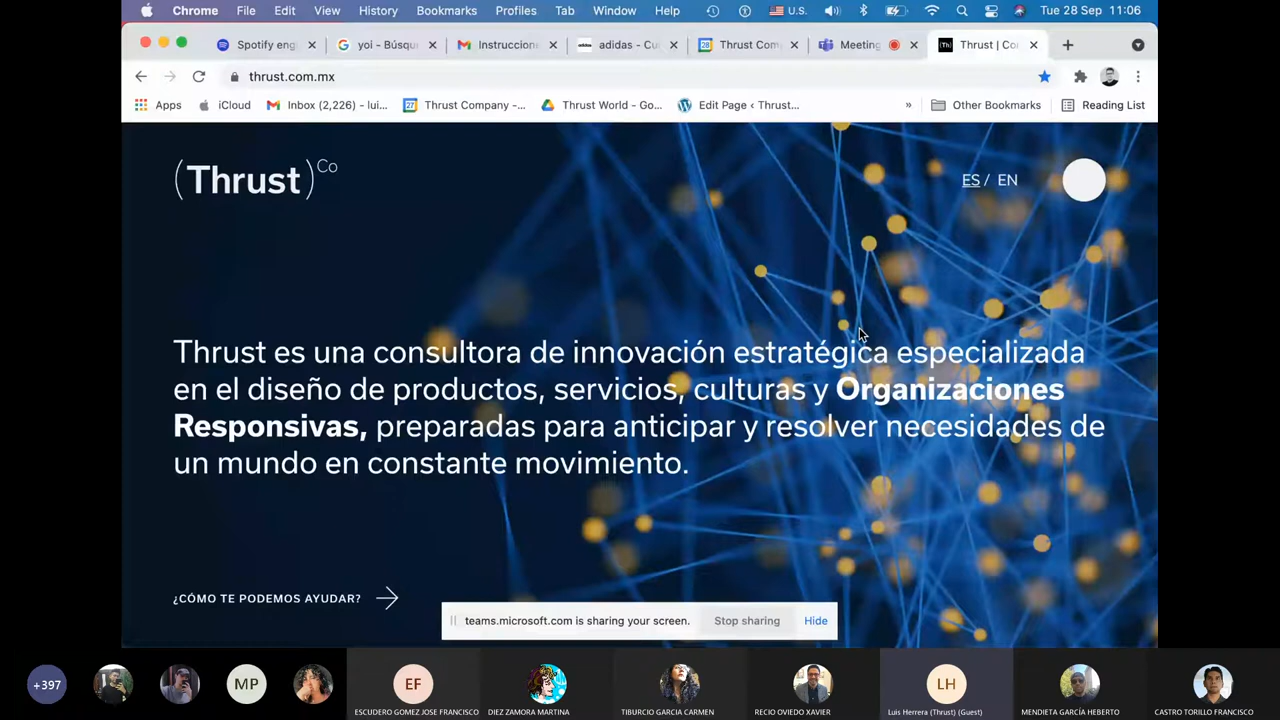 Chrome File Edit View History Bookmarks Profiles Tab Window Help U.S. Tue 28 Sep 11:06
Spotify eng yoi - Búsqu Gmail Instruccion adidas - Cu Thrust Com Meeting Thrust | Co
thrust.com.mx
Apps iCloud Inbox (2,226) - lui... Thrust Company -... Thrust World - Go... Edit Page ‹ Thrust... » Other Bookmarks Reading List
(Thrust)Co
ES / EN
Thrust es una consultora de innovación estratégica especializada
en el diseño de productos, servicios, culturas y Organizaciones
Responsivas, preparadas para anticipar y resolver necesidades de
un mundo en constante movimiento.
¿CÓMO TE PODEMOS AYUDAR?
teams.microsoft.com is sharing your screen. Stop sharing Hide
+397 MP EF LH
ESCUDERO GOMEZ JOSE FRANCISCO DIEZ ZAMORA MARTINA TIBURCIO GARCIA CARMEN RECIO OVIEDO XAVIER Luis Herrera (Thrust) (Guest) MENDIETA GARCÍA HEBERTO CASTRO TORILLO FRANCISCO